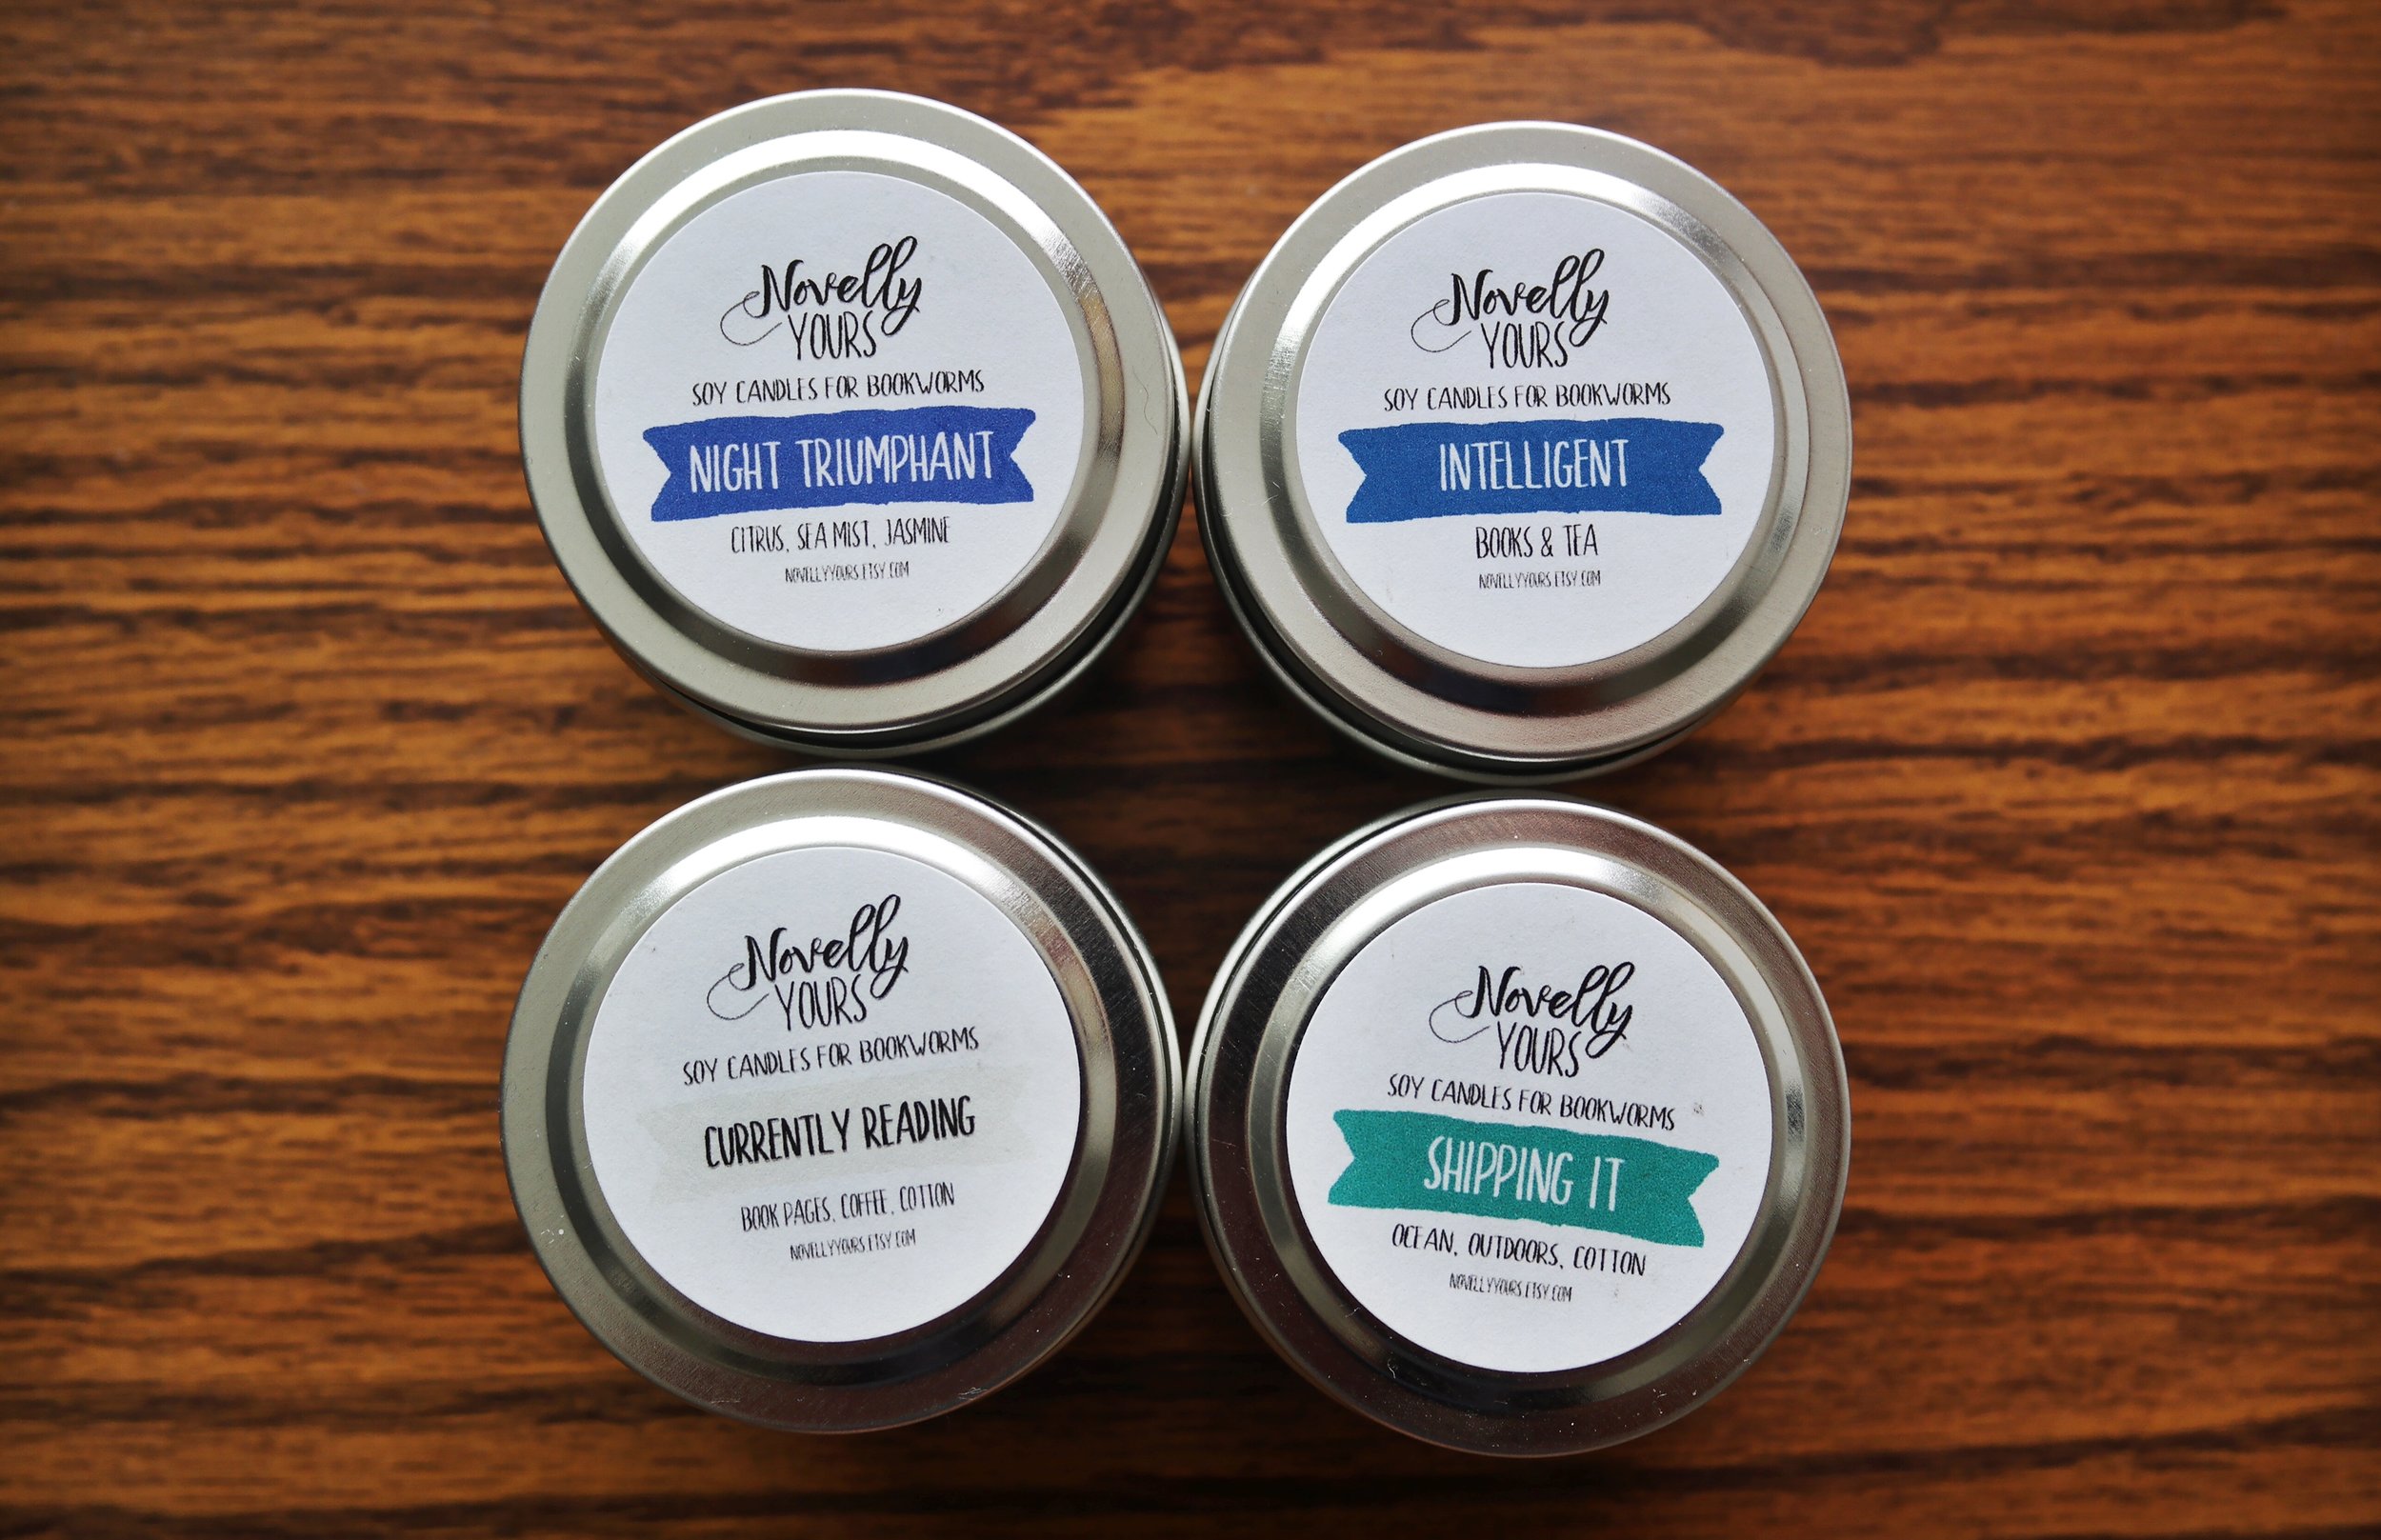 Novelly
YOURS
SOY CANDLES FOR BOOKWORMS
NIGHT TRIUMPHANT
CITRUS, SEA MIST, JASMINE
NOVELLYYOURS.ETSY.COM
Novelly
YOURS
SOY CANDLES FOR BOOKWORMS
INTELLIGENT
BOOKS & TEA
NOVELLYYOURS.ETSY.COM
Novelly
YOURS
SOY CANDLES FOR BOOKWORMS
CURRENTLY READING
BOOK PAGES, COFFEE, COTTON
NOVELLYYOURS.ETSY.COM
Novelly
YOURS
SOY CANDLES FOR BOOKWORMS
SHIPPING IT
OCEAN, OUTDOORS, COTTON
NOVELLYYOURS.ETSY.COM